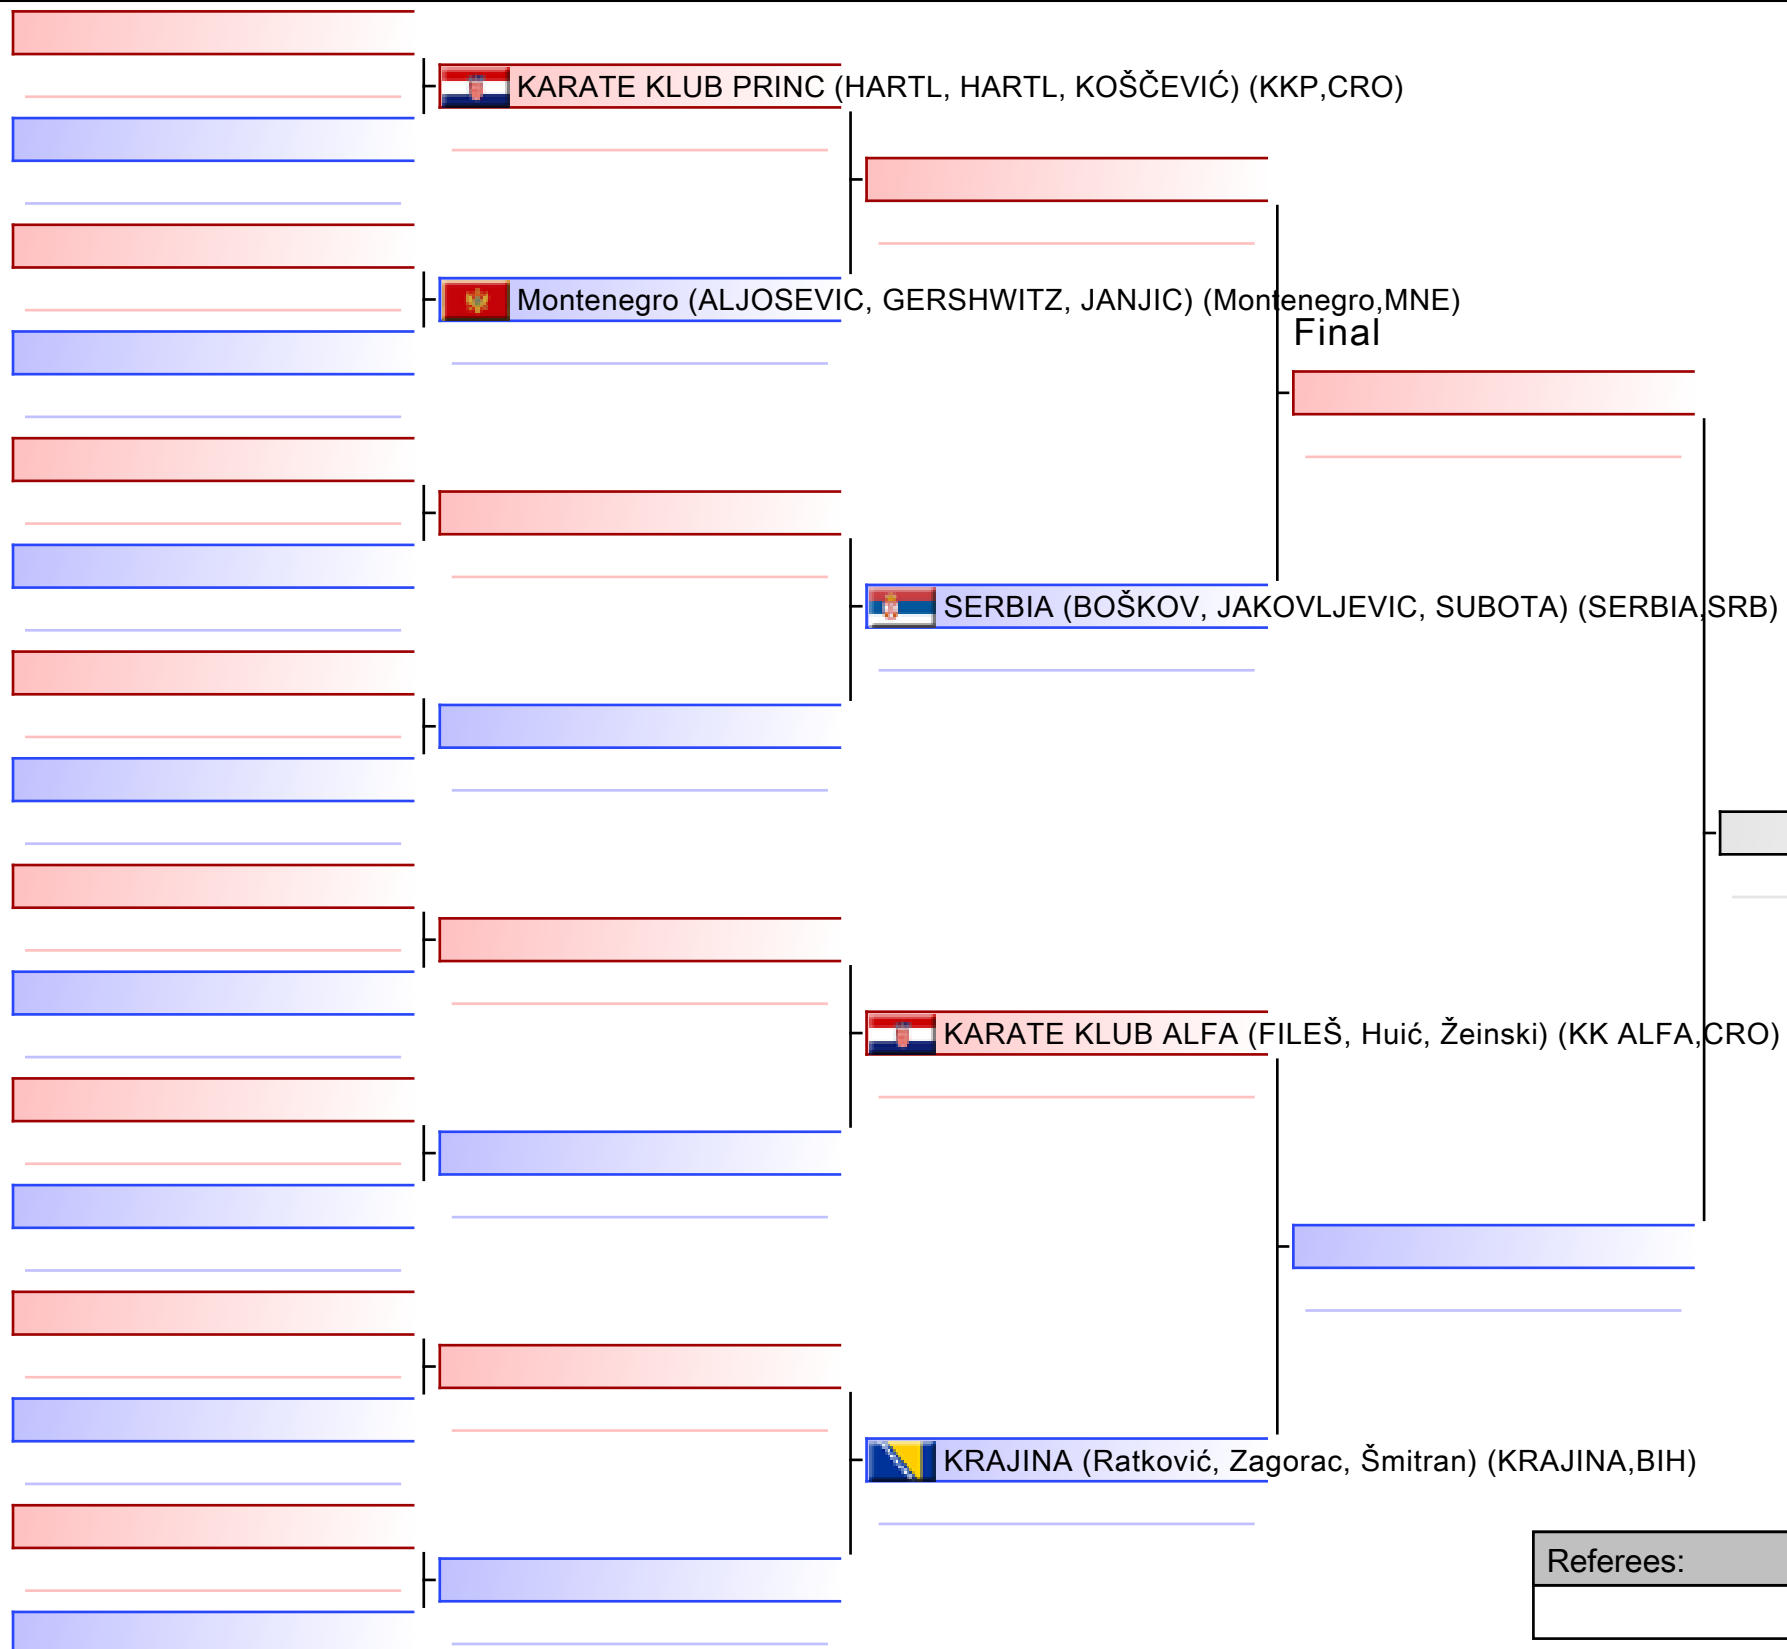 KARATE KLUB PRINC (HARTL, HARTL, KOŠČEVIĆ) (KKP,CRO)
Montenegro (ALJOSEVIC, GERSHWITZ, JANJIC) (Montenegro,MNE)
Final
SERBIA (BOŠKOV, JAKOVLJEVIC, SUBOTA) (SERBIA,SRB)
KARATE KLUB ALFA (FILEŠ, Huić, Žeinski) (KK ALFA,CRO)
KRAJINA (Ratković, Zagorac, Šmitran) (KRAJINA,BIH)
Referees: